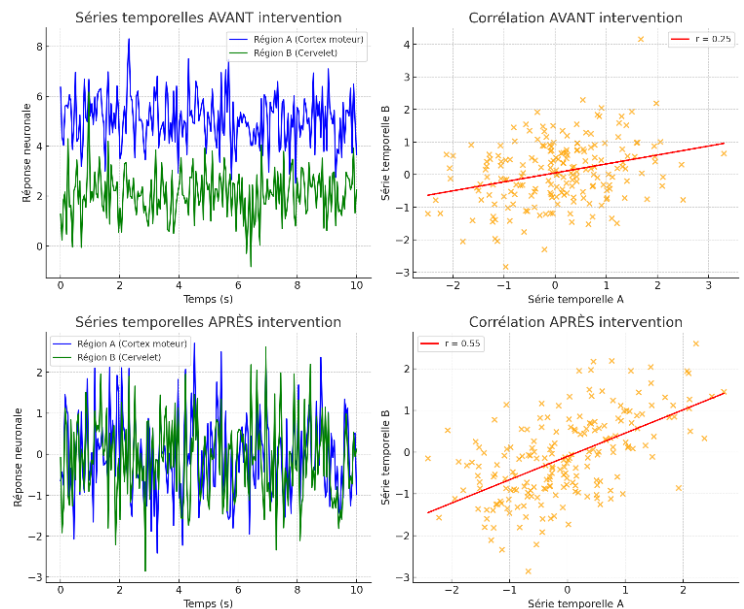 Séries temporelles AVANT intervention
Région A (Cortex moteur)
Région B (Cervelet)
Réponse neuronale
8
6
4
2
0
0 2 4 6 8 10
Temps (s)
Corrélation AVANT intervention
r = 0.25
Série temporelle B
4
3
2
1
0
−1
−2
−3
−2 −1 0 1 2 3
Série temporelle A
Séries temporelles APRÈS intervention
Région A (Cortex moteur)
Région B (Cervelet)
Réponse neuronale
2
1
0
−1
−2
−3
0 2 4 6 8 10
Temps (s)
Corrélation APRÈS intervention
r = 0.55
Série temporelle B
2
1
0
−1
−2
−3
−2 −1 0 1 2
Série temporelle A